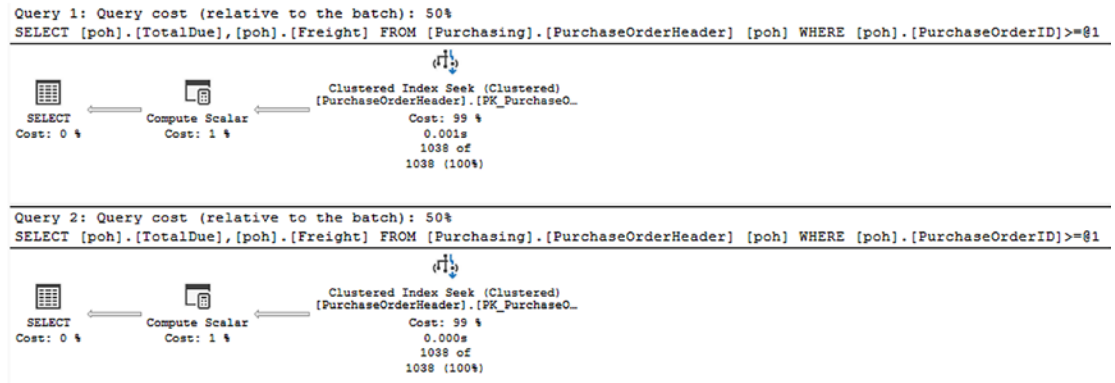 Query 1: Query cost (relative to the batch): 50%
SELECT [poh].[TotalDue],[poh].[Freight] FROM [Purchasing].[PurchaseOrderHeader] [poh] WHERE [poh].[PurchaseOrderID]>=@1
Clustered Index Seek (Clustered)
[PurchaseOrderHeader].[PK_PurchaseO…
SELECT
Cost: 0 %
Compute Scalar
Cost: 1 %
Cost: 99 %
0.001s
1038 of
1038 (100%)
Query 2: Query cost (relative to the batch): 50%
SELECT [poh].[TotalDue],[poh].[Freight] FROM [Purchasing].[PurchaseOrderHeader] [poh] WHERE [poh].[PurchaseOrderID]>=@1
Clustered Index Seek (Clustered)
[PurchaseOrderHeader].[PK_PurchaseO…
SELECT
Cost: 0 %
Compute Scalar
Cost: 1 %
Cost: 99 %
0.000s
1038 of
1038 (100%)